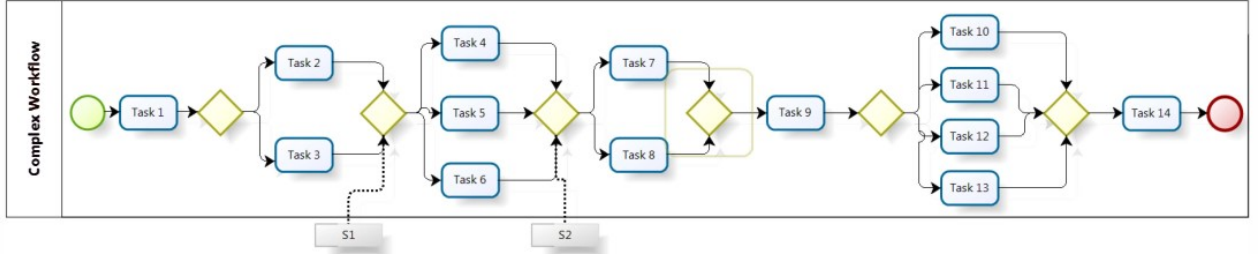 Complex Workflow
Task 1
Task 2
Task 3
Task 4
Task 5
Task 6
Task 7
Task 8
Task 9
Task 10
Task 11
Task 12
Task 13
Task 14
S1
S2